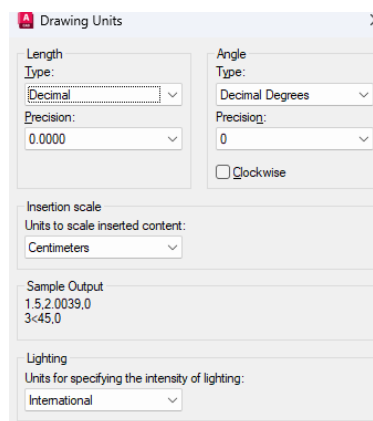 Drawing Units
Length
Type:
Decimal
Precision:
0.0000
Angle
Type:
Decimal Degrees
Precision:
0
Clockwise
Insertion scale
Units to scale inserted content:
Centimeters
Sample Output
1.5,2.0039,0
3<45,0
Lighting
Units for specifying the intensity of lighting:
International